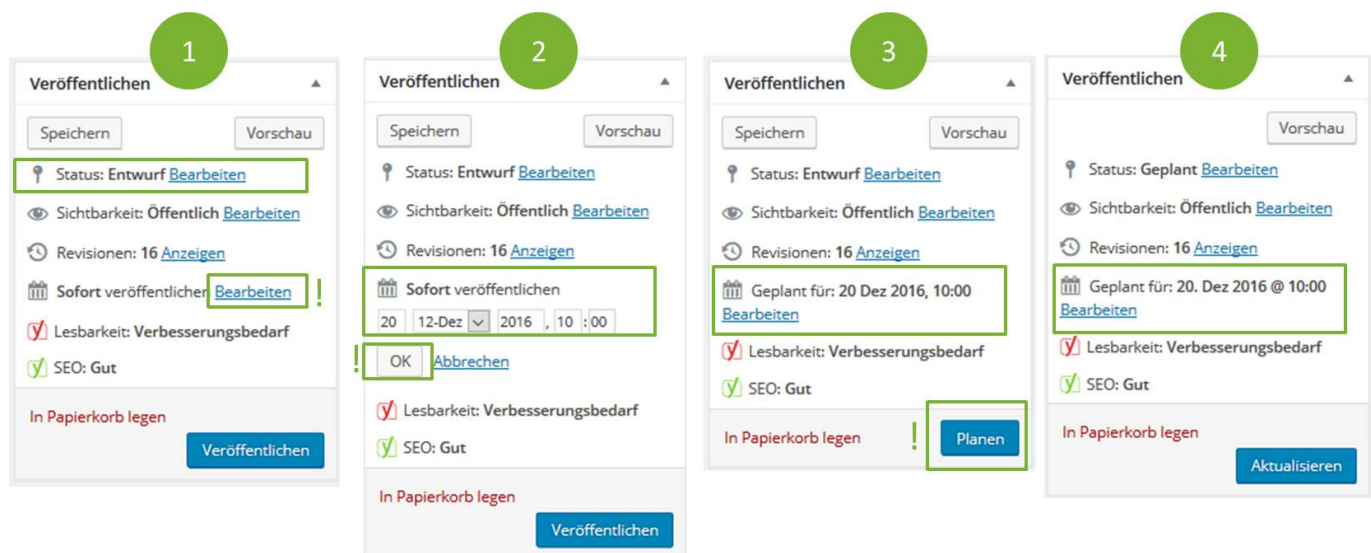 1
Veröffentlichen
Speichern Vorschau
Status: Entwurf Bearbeiten
Sichtbarkeit: Öffentlich Bearbeiten
Revisionen: 16 Anzeigen
Sofort veröffentlichen Bearbeiten !
Lesbarkeit: Verbesserungsbedarf
SEO: Gut
In Papierkorb legen
Veröffentlichen
2
Veröffentlichen
Speichern Vorschau
Status: Entwurf Bearbeiten
Sichtbarkeit: Öffentlich Bearbeiten
Revisionen: 16 Anzeigen
Sofort veröffentlichen
20 12-Dez 2016 , 10 : 00
! OK Abbrechen
Lesbarkeit: Verbesserungsbedarf
SEO: Gut
In Papierkorb legen
Veröffentlichen
3
Veröffentlichen
Speichern Vorschau
Status: Entwurf Bearbeiten
Sichtbarkeit: Öffentlich Bearbeiten
Revisionen: 16 Anzeigen
Geplant für: 20 Dez 2016, 10:00
Bearbeiten
Lesbarkeit: Verbesserungsbedarf
SEO: Gut
In Papierkorb legen ! Planen
4
Veröffentlichen
Vorschau
Status: Geplant Bearbeiten
Sichtbarkeit: Öffentlich Bearbeiten
Revisionen: 16 Anzeigen
Geplant für: 20. Dez 2016 @ 10:00
Bearbeiten
Lesbarkeit: Verbesserungsbedarf
SEO: Gut
In Papierkorb legen
Aktualisieren